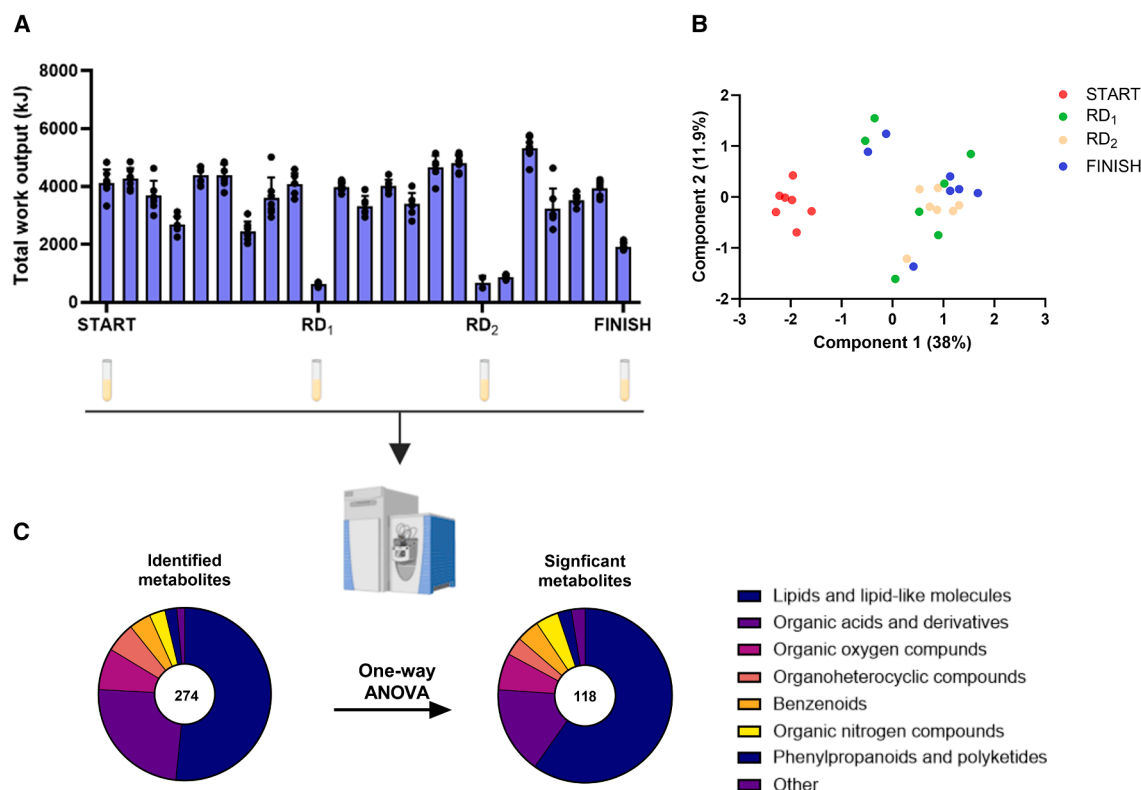 A
B
Total work output (kJ)
8000
6000
4000
2000
0
START
RD₁
RD₂
FINISH
Component 2 (11.9%)
2
1
0
-1
-2
-3
-2
-1
0
1
2
3
Component 1 (38%)
START
RD₁
RD₂
FINISH
C
Identified
metabolites
274
One-way
ANOVA
Signficant
metabolites
118
Lipids and lipid-like molecules
Organic acids and derivatives
Organic oxygen compunds
Organoheterocyclic compounds
Benzenoids
Organic nitrogen compounds
Phenylpropanoids and polyketides
Other